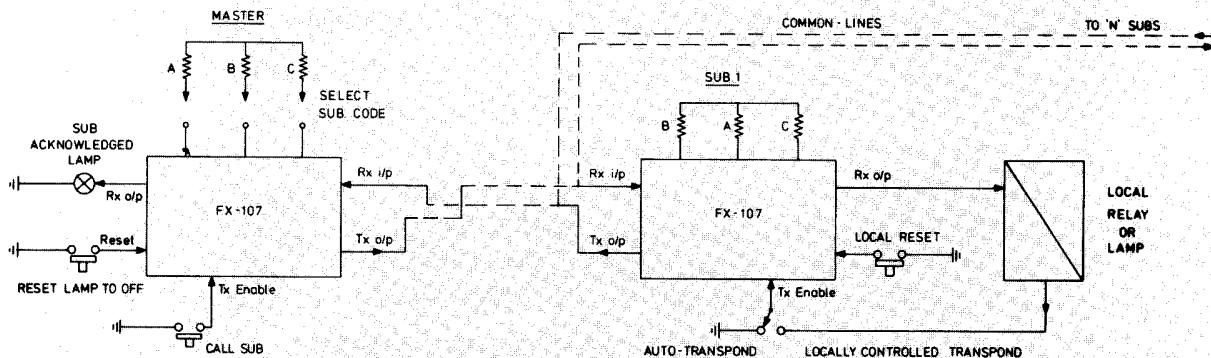 MASTER
COMMON-LINES
TO 'N' SUBS
A
B
C
SELECT
SUB. CODE
SUB
ACKNOWLEDGED
LAMP
Rx o/p
FX-107
Rx i/p
Tx o/p
Reset
RESET LAMP TO OFF
Tx Enable
CALL SUB
SUB.1
B
A
C
Rx i/p
FX-107
Tx o/p
Rx o/p
LOCAL RESET
Tx Enable
AUTO-TRANSPOND
LOCALLY CONTROLLED TRANSPOND
LOCAL
RELAY
OR
LAMP